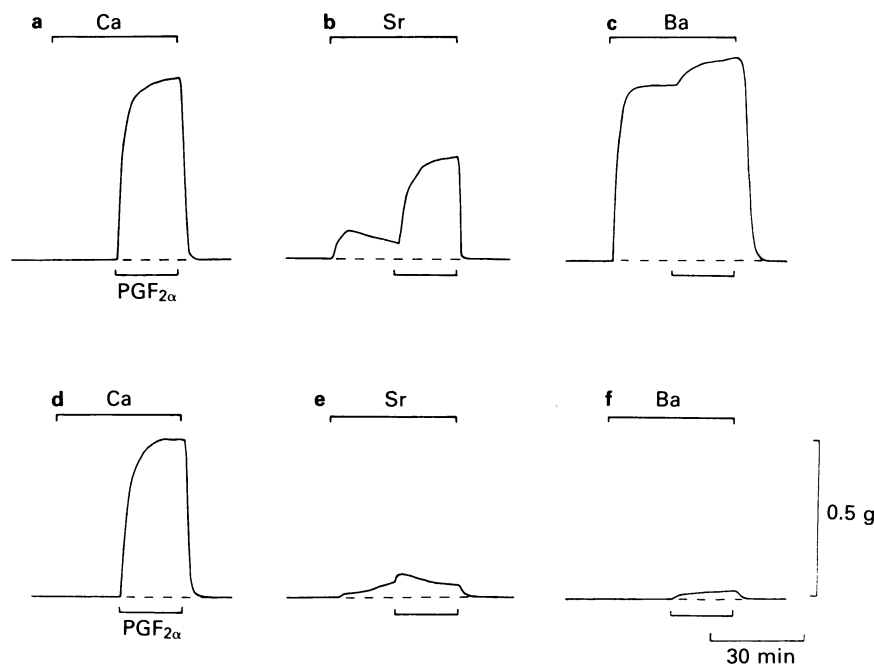 a Ca
b Sr
c Ba
PGF2α
d Ca
e Sr
f Ba
0.5 g
PGF2α
30 min